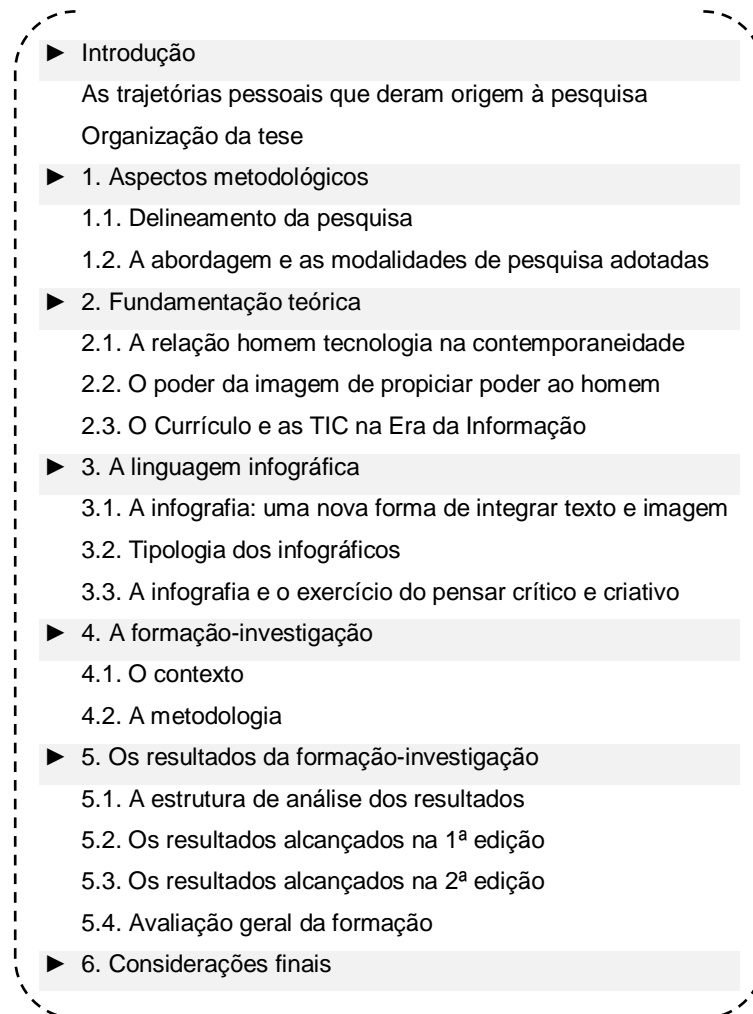 ► Introdução
As trajetórias pessoais que deram origem à pesquisa
Organização da tese
► 1. Aspectos metodológicos
1.1. Delineamento da pesquisa
1.2. A abordagem e as modalidades de pesquisa adotadas
► 2. Fundamentação teórica
2.1. A relação homem tecnologia na contemporaneidade
2.2. O poder da imagem de propiciar poder ao homem
2.3. O Currículo e as TIC na Era da Informação
► 3. A linguagem infográfica
3.1. A infografia: uma nova forma de integrar texto e imagem
3.2. Tipologia dos infográficos
3.3. A infografia e o exercício do pensar crítico e criativo
► 4. A formação-investigação
4.1. O contexto
4.2. A metodologia
► 5. Os resultados da formação-investigação
5.1. A estrutura de análise dos resultados
5.2. Os resultados alcançados na 1ª edição
5.3. Os resultados alcançados na 2ª edição
5.4. Avaliação geral da formação
► 6. Considerações finais